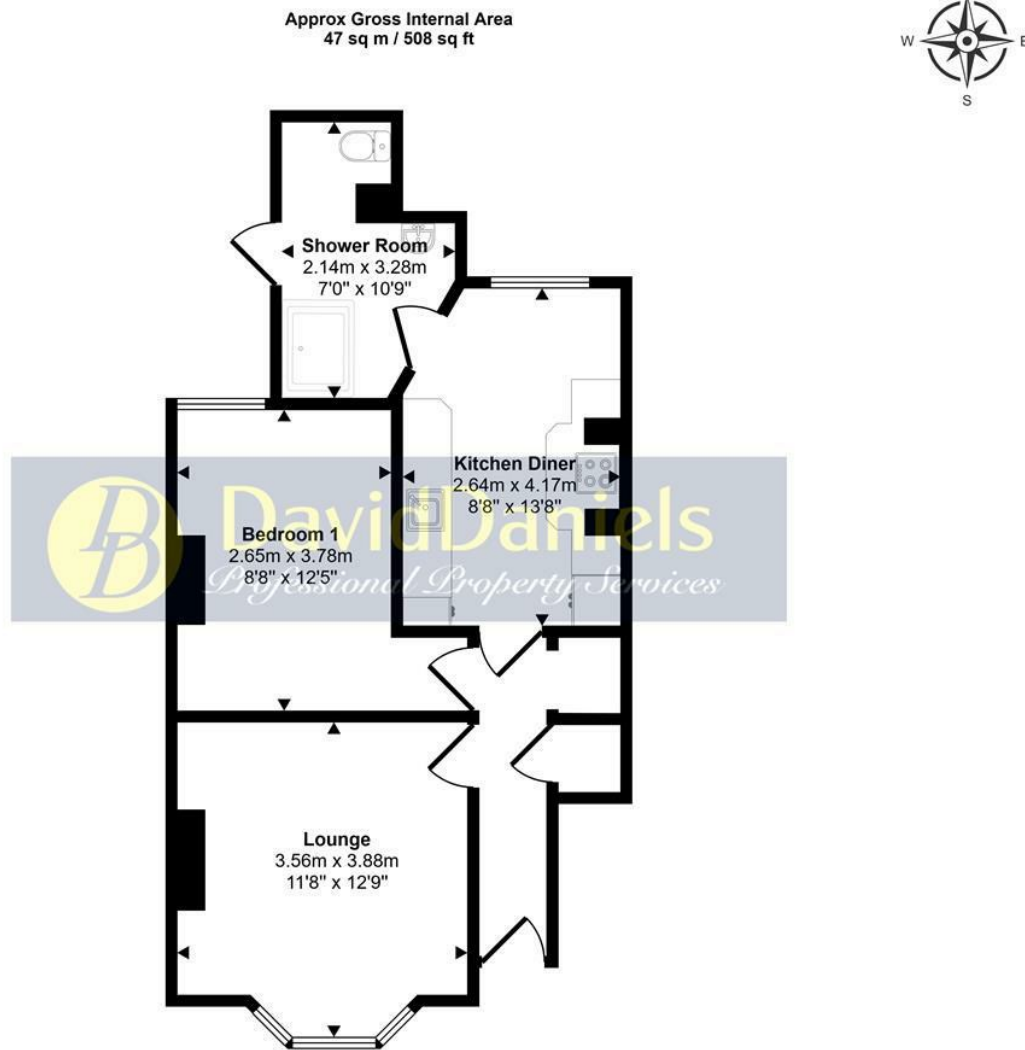 Approx Gross Internal Area
47 sq m / 508 sq ft
W
E
S
Shower Room
2.14m x 3.28m
7'0" x 10'9"
Kitchen Diner
2.64m x 4.17m
8'8" x 13'8"
DD
DavidDaniels
Professional Property Services
Bedroom 1
2.65m x 3.78m
8'8" x 12'5"
Lounge
3.56m x 3.88m
11'8" x 12'9"